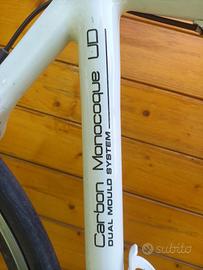 Carbon Monocoque UD
DUAL MOULD SYSTEM
subito